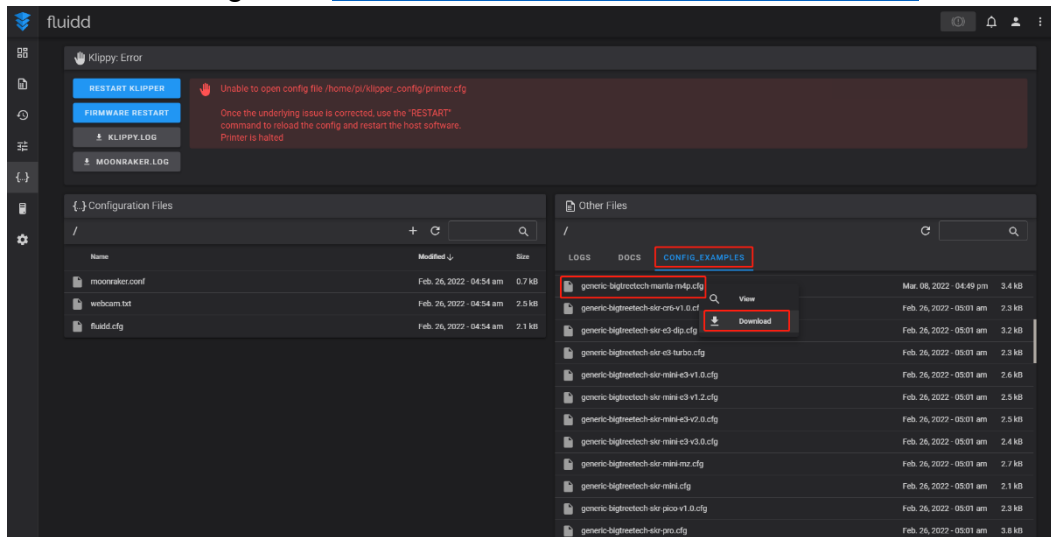 fluidd
Klippy: Error
RESTART KLIPPER
FIRMWARE RESTART
KLIPPY.LOG
MOONRAKER.LOG
Unable to open config file /home/pi/klipper_config/printer.cfg
Once the underlying issue is corrected, use the "RESTART"
command to reload the config and restart the host software.
Printer is halted
{..} Configuration Files
/
Name Modified Size
moonraker.conf Feb. 26, 2022 - 04:54 am 0.7 kB
webcam.txt Feb. 26, 2022 - 04:54 am 2.5 kB
fluidd.cfg Feb. 26, 2022 - 04:54 am 2.1 kB
Other Files
/
LOGS DOCS CONFIG_EXAMPLES
generic-bigtreetech-manta-m4p.cfg Mar. 08, 2022 - 04:49 pm 3.4 kB
View
Download
generic-bigtreetech-skr-cr6-v1.0.cf Feb. 26, 2022 - 05:01 am 2.3 kB
generic-bigtreetech-skr-e3-dip.cfg Feb. 26, 2022 - 05:01 am 3.2 kB
generic-bigtreetech-skr-e3-turbo.cfg Feb. 26, 2022 - 05:01 am 2.3 kB
generic-bigtreetech-skr-mini-e3-v1.0.cfg Feb. 26, 2022 - 05:01 am 2.6 kB
generic-bigtreetech-skr-mini-e3-v1.2.cfg Feb. 26, 2022 - 05:01 am 2.5 kB
generic-bigtreetech-skr-mini-e3-v2.0.cfg Feb. 26, 2022 - 05:01 am 2.5 kB
generic-bigtreetech-skr-mini-e3-v3.0.cfg Feb. 26, 2022 - 05:01 am 2.4 kB
generic-bigtreetech-skr-mini-mz.cfg Feb. 26, 2022 - 05:01 am 2.7 kB
generic-bigtreetech-skr-mini.cfg Feb. 26, 2022 - 05:01 am 2.1 kB
generic-bigtreetech-skr-pico-v1.0.cfg Feb. 26, 2022 - 05:01 am 2.3 kB
generic-bigtreetech-skr-pro.cfg Feb. 26, 2022 - 05:01 am 3.8 kB